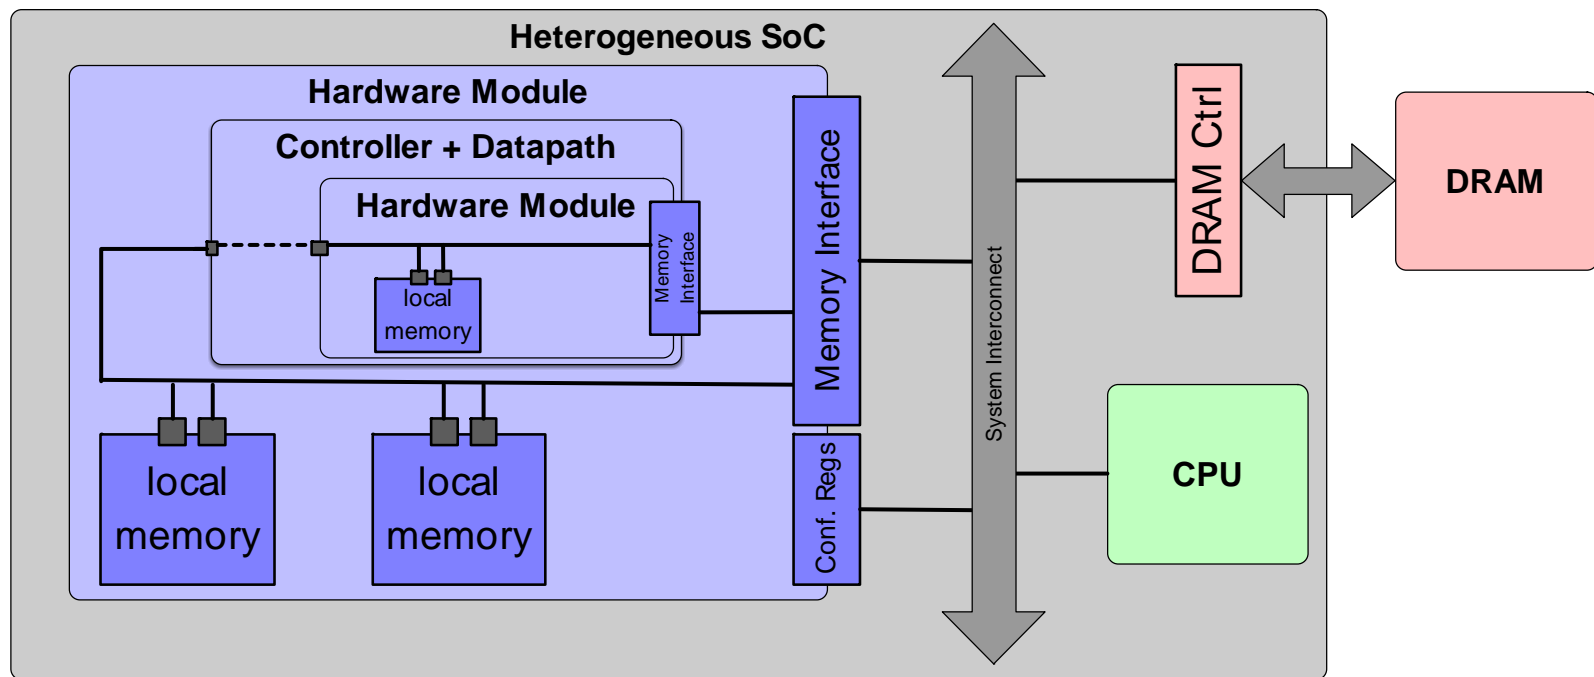 Heterogeneous SoC
Hardware Module
Controller + Datapath
Hardware Module
Memory
Interface
local
memory
Memory Interface
local
memory
local
memory
Conf. Regs
System Interconnect
DRAM Ctrl
DRAM
CPU